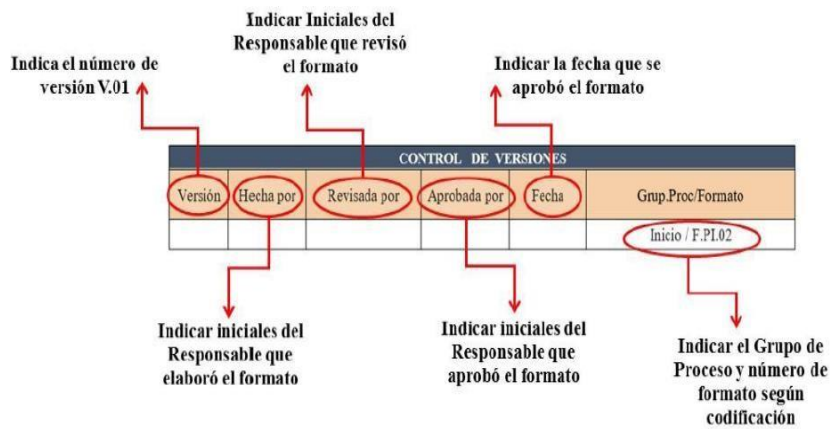 Indicar Iniciales del
Responsable que revisó
el formato
Indica el número de
versión V.01
Indicar la fecha que se
aprobó el formato
CONTROL DE VERSIONES
Versión Hecha por Revisada por Aprobada por Fecha Grup.Proc/Formato
Inicio / F.PI.02
Indicar iniciales del
Responsable que
elaboró el formato
Indicar iniciales del
Responsable que
aprobó el formato
Indicar el Grupo de
Proceso y número de
formato según
codificación